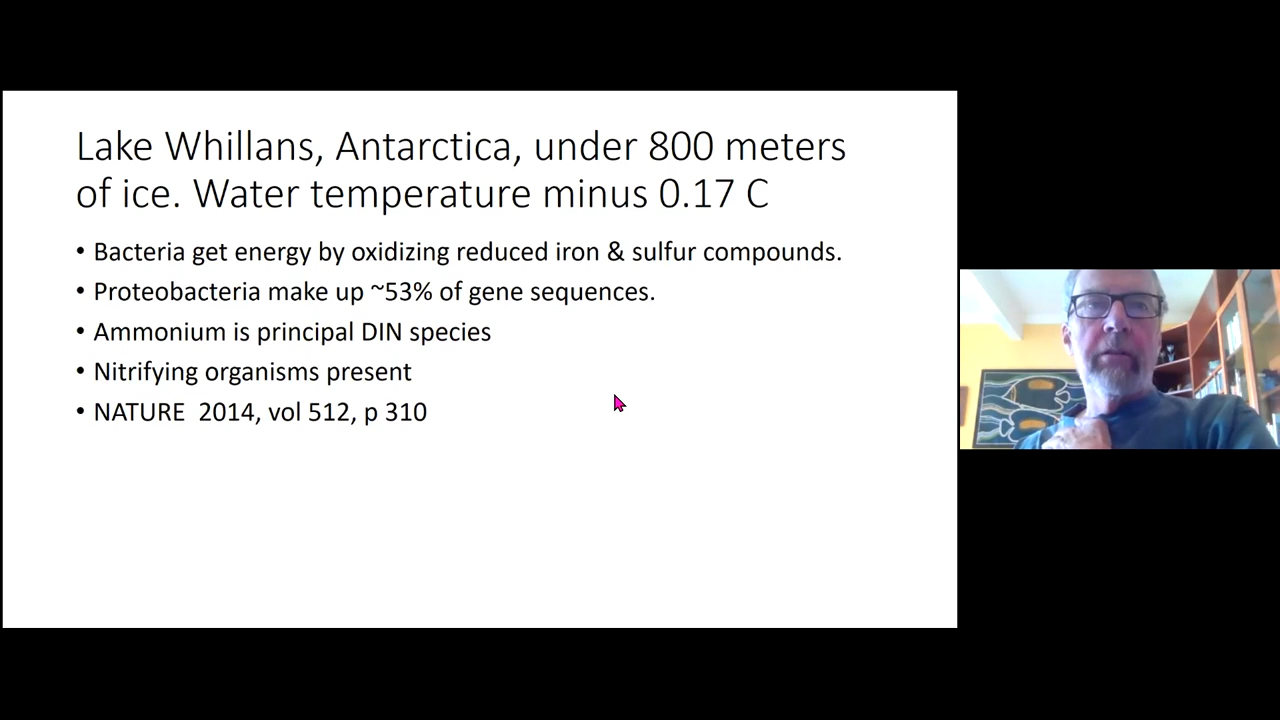 Lake Whillans, Antarctica, under 800 meters
of ice. Water temperature minus 0.17 C
• Bacteria get energy by oxidizing reduced iron & sulfur compounds.
• Proteobacteria make up ~53% of gene sequences.
• Ammonium is principal DIN species
• Nitrifying organisms present
• NATURE  2014, vol 512, p 310